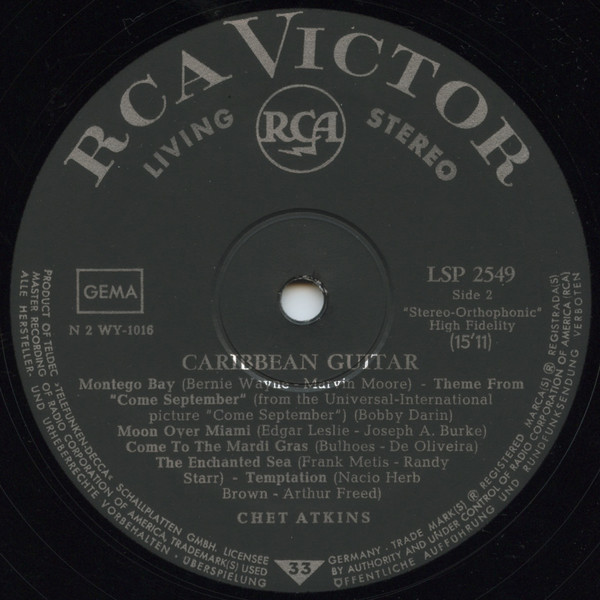 RCA VICTOR
LIVING STEREO
RCA
GEMA
N 2 WY-1016
LSP 2549
Side 2
"Stereo-Orthophonic"
High Fidelity
(15'11)
CARIBBEAN GUITAR
Montego Bay (Bernie Wayne - Marvin Moore) - Theme From
"Come September" (from the Universal-International
picture "Come September") (Bobby Darin)
Moon Over Miami (Edgar Leslie - Joseph A. Burke)
Come To The Mardi Gras (Bulhoes - De Oliveira)
The Enchanted Sea (Frank Metis - Randy
Starr) - Temptation (Nacio Herb
Brown - Arthur Freed)
CHET ATKINS
PRODUCT OF TELDEC »TELEFUNKEN-DECCA« SCHALLPLATTEN GMBH. LICENSEE
MASTER RECORDING OF RADIO CORPORATION OF AMERICA, TRADEMARK(S) USED
ALLE HERSTELLER- UND URHEBERRECHTE VORBEHALTEN · ÜBERSPIELUNG
33
GERMANY - TRADE MARK(S) ® REGISTERED MARCA(S) ® REGISTRADA(S)
BY AUTHORITY AND UNDER CONTROL OF RADIO CORPORATION OF AMERICA (RCA)
ÖFFENTLICHE AUFFÜHRUNG UND RUNDFUNKSENDUNG VERBOTEN